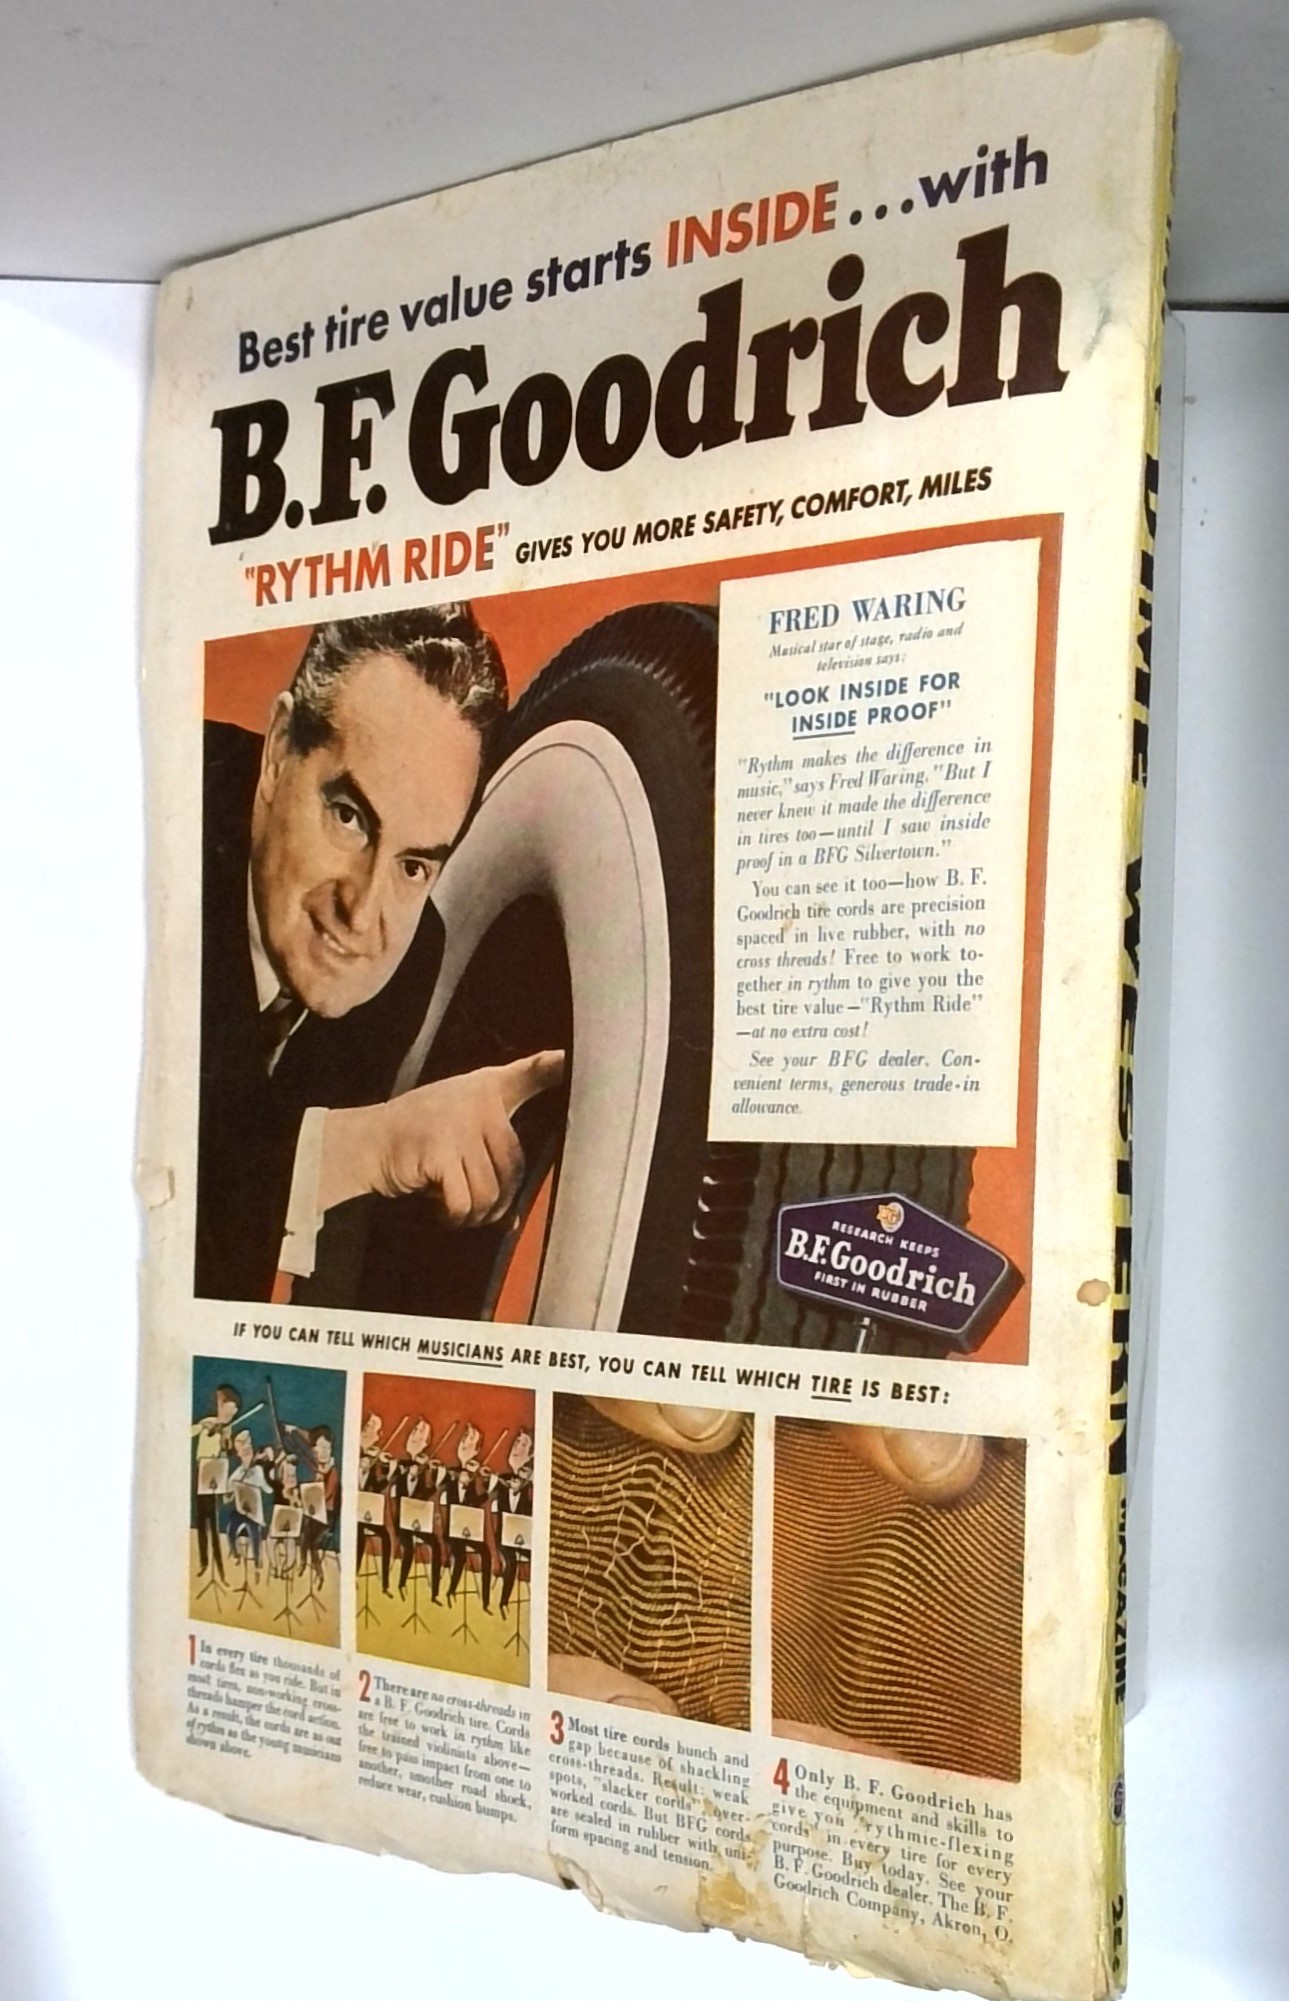 Best tire value starts INSIDE...with
B.F. Goodrich
"RYTHM RIDE" GIVES YOU MORE SAFETY, COMFORT, MILES
FRED WARING
Musical star of stage, radio and
television says:
"LOOK INSIDE FOR
INSIDE PROOF"
"Rythm makes the difference in
music," says Fred Waring. "But I
never knew it made the difference
in tires too—until I saw inside
proof in a BFG Silvertown."
You can see it too—how B. F.
Goodrich tire cords are precision
spaced in live rubber, with no
cross threads! Free to work to-
gether in rythm to give you the
best tire value—"Rythm Ride"
—at no extra cost!
See your BFG dealer. Con-
venient terms, generous trade-in
allowance.
RESEARCH KEEPS
B.F. Goodrich
FIRST IN RUBBER
IF YOU CAN TELL WHICH MUSICIANS ARE BEST, YOU CAN TELL WHICH TIRE IS BEST:
1 In every tire thousands of
cords flex as you ride. But in
most tires, non-working cross-
threads hamper the cord action.
As a result, the cords are as out
of rythm as the young musicians
shown above.
2 There are no cross-threads in
a B. F. Goodrich tire. Cords
are free to work in rythm like
the trained violinists above—
free to pass impact from one to
another, smother road shock,
reduce wear, cushion bumps.
3 Most tire cords bunch and
gap because of shackling
cross-threads. Result: weak
spots, "slacker cords," over-
worked cords. But BFG cords
are sealed in rubber with uni-
form spacing and tension.
4 Only B. F. Goodrich has
the equipment and skills to
give you "rythmic-flexing
cords" in every tire for every
purpose. Buy today. See your
B. F. Goodrich dealer. The B. F.
Goodrich Company, Akron, O.
DIME WESTERN MAGAZINE